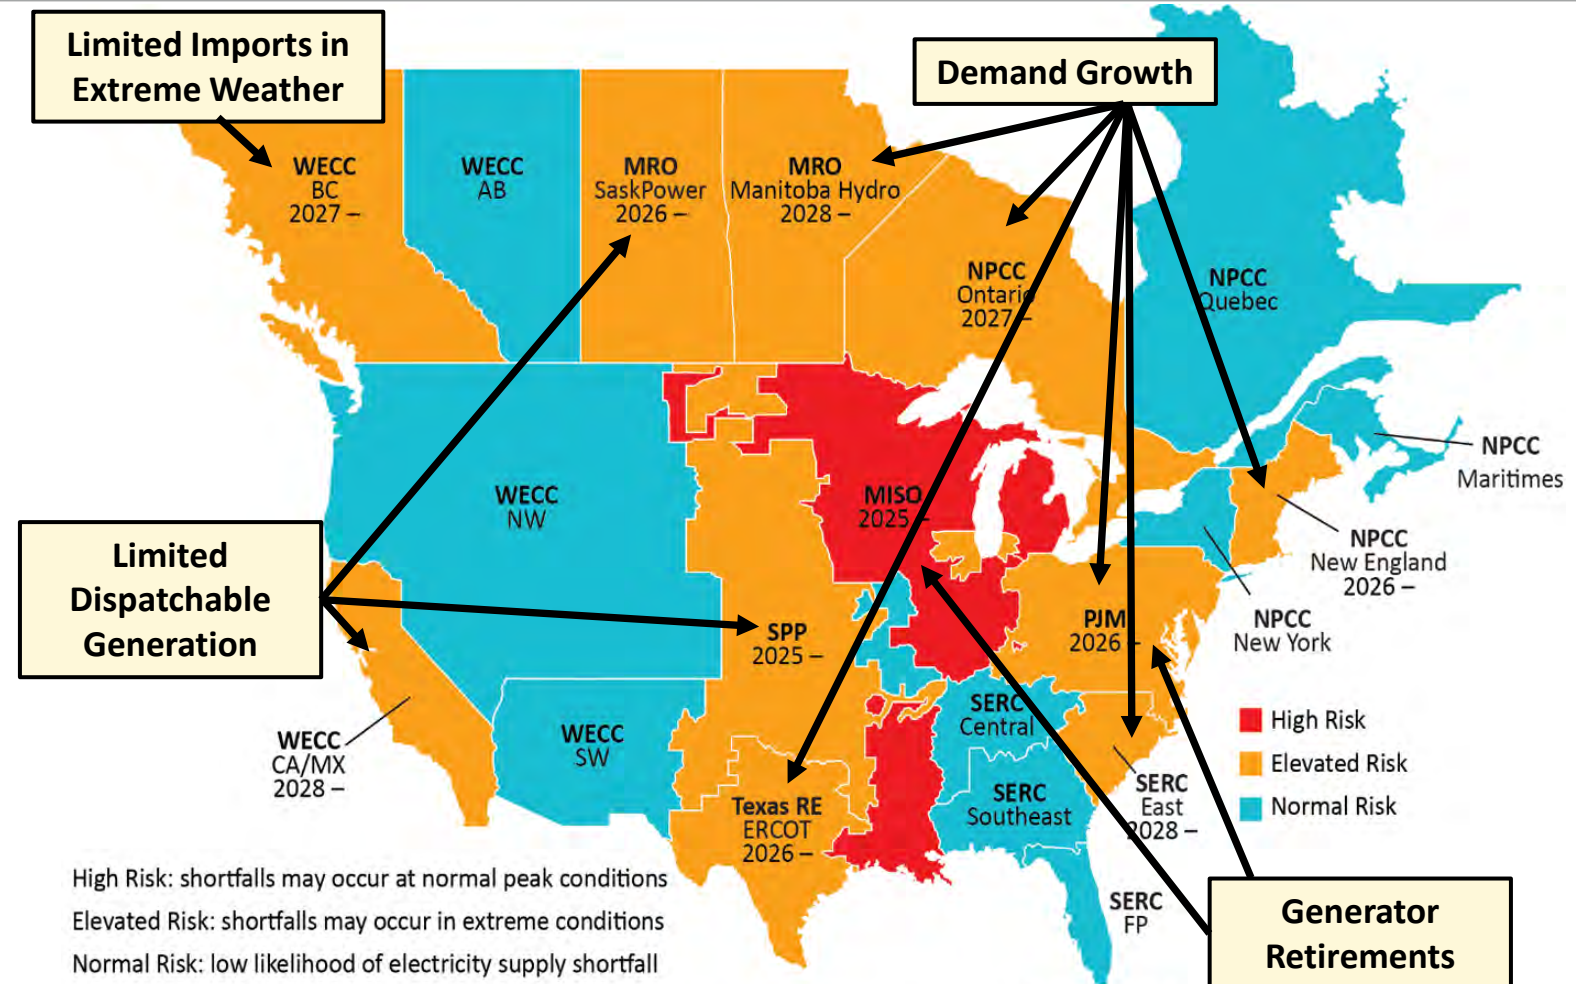 Limited Imports in
Extreme Weather
Demand Growth
WECC
BC
2027 –
WECC
AB
MRO
SaskPower
2026 –
MRO
Manitoba Hydro
2028 –
NPCC
Ontario
2027 –
NPCC
Quebec
NPCC
Maritimes
WECC
NW
MISO
2025 –
NPCC
New England
2026 –
Limited
Dispatchable
Generation
SPP
2025 –
PJM
2026 –
NPCC
New York
WECC
CA/MX
2028 –
WECC
SW
SERC
Central
High Risk
Elevated Risk
Normal Risk
Texas RE
ERCOT
2026 –
SERC
Southeast
SERC
East
2028 –
High Risk: shortfalls may occur at normal peak conditions
Elevated Risk: shortfalls may occur in extreme conditions
Normal Risk: low likelihood of electricity supply shortfall
SERC
FP
Generator
Retirements